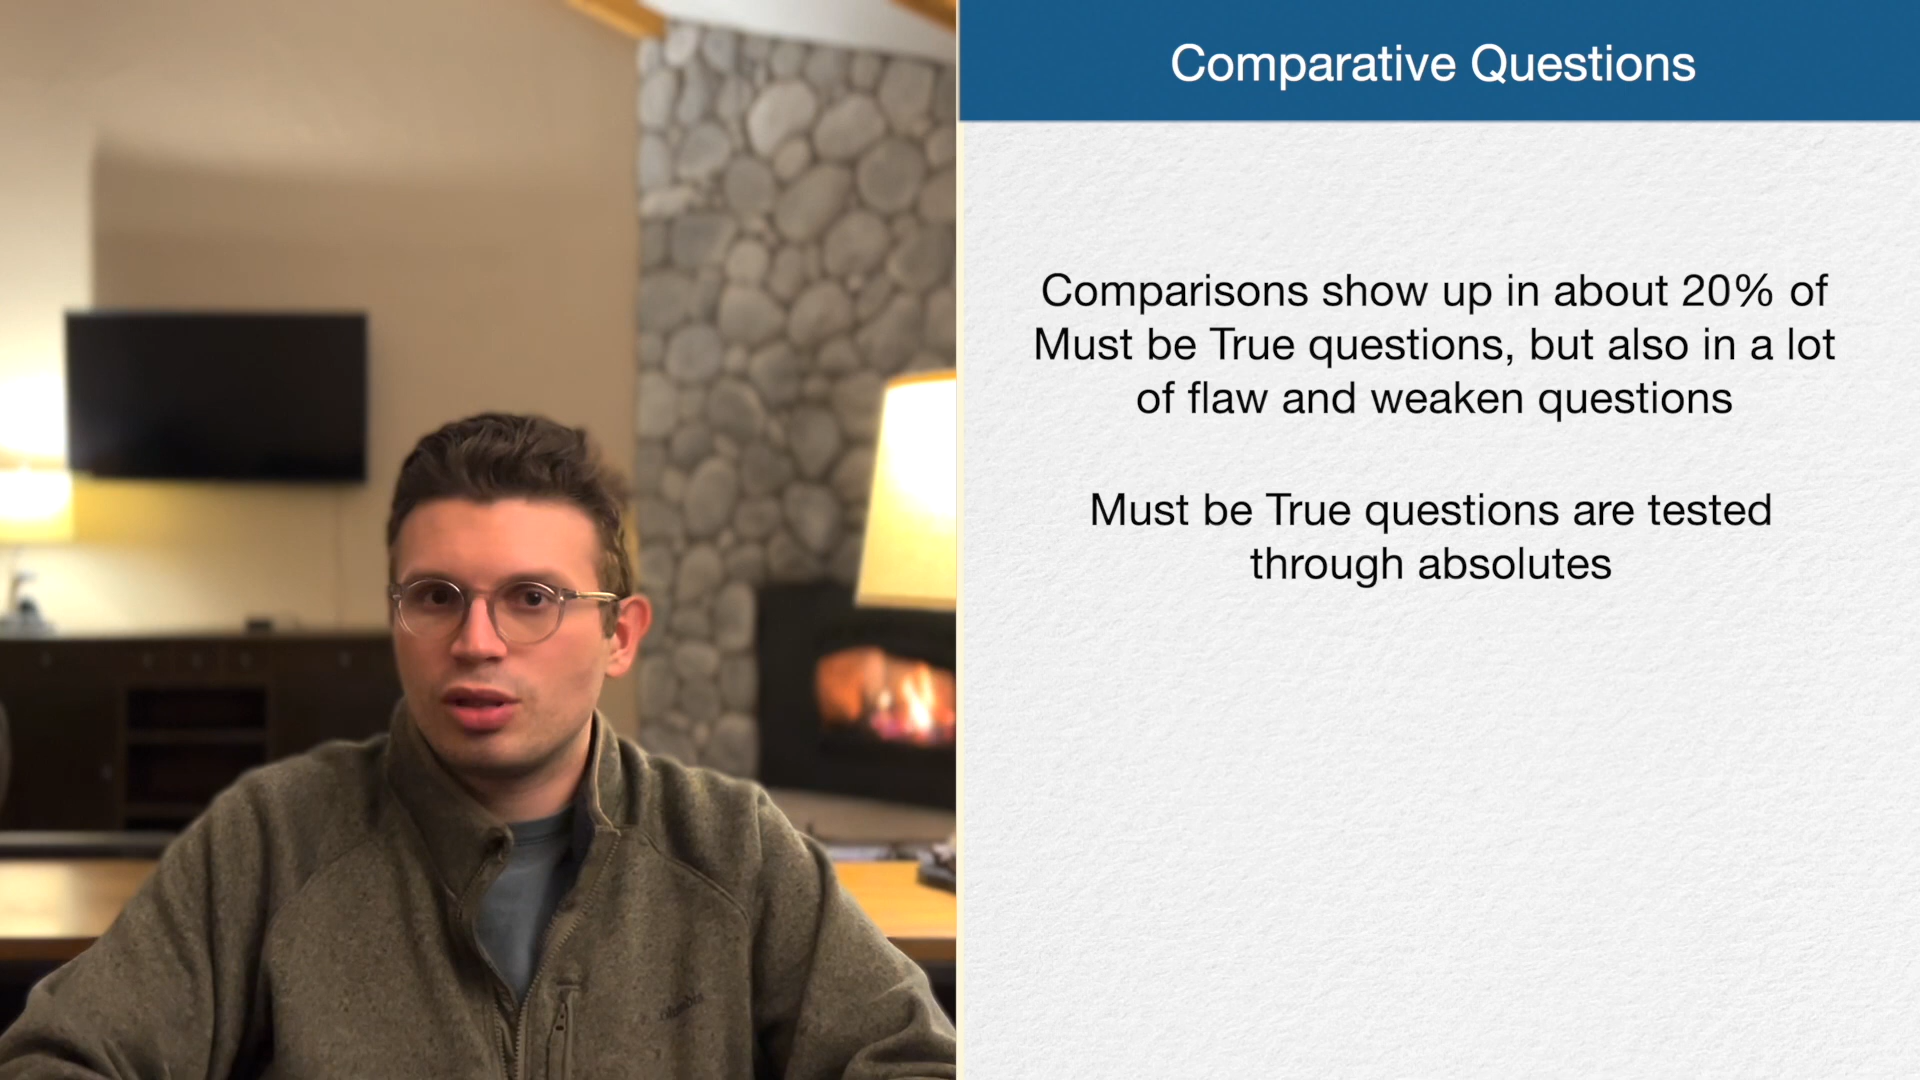 Comparative Questions
Comparisons show up in about 20% of
Must be True questions, but also in a lot
of flaw and weaken questions
Must be True questions are tested
through absolutes
Columbia